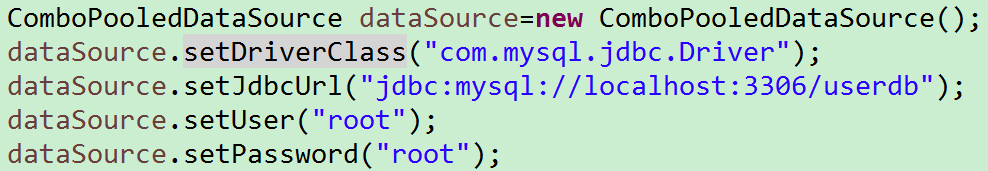 ComboPooledDataSource dataSource=new ComboPooledDataSource();
dataSource.setDriverClass("com.mysql.jdbc.Driver");
dataSource.setJdbcUrl("jdbc:mysql://localhost:3306/userdb");
dataSource.setUser("root");
dataSource.setPassword("root");